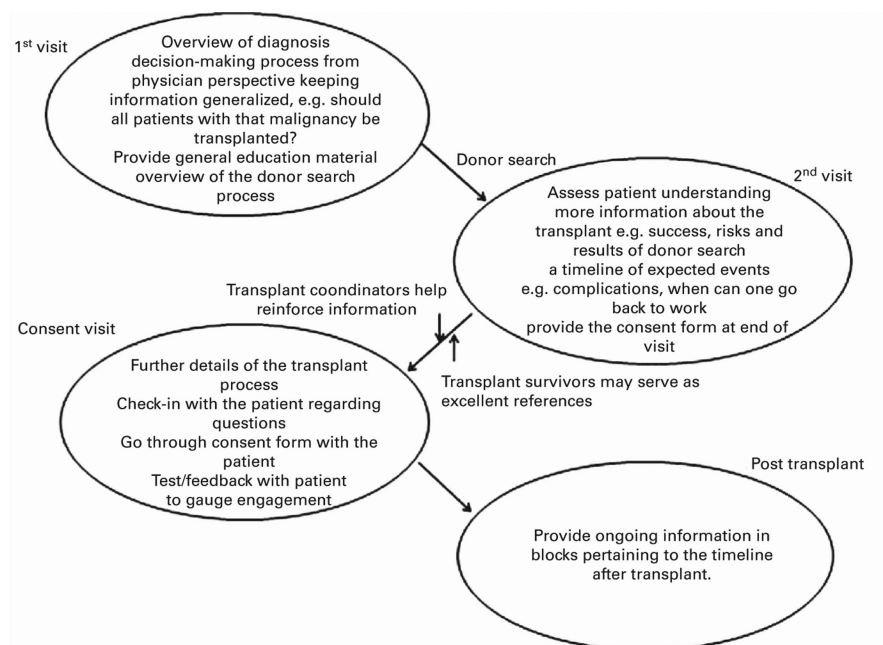 1st visit
Overview of diagnosis
decision-making process from
physician perspective keeping
information generalized, e.g. should
all patients with that malignancy be
transplanted?
Provide general education material
overview of the donor search
process
Donor search
2nd visit
Assess patient understanding
more information about the
transplant e.g. success, risks and
results of donor search
a timeline of expected events
e.g. complications, when can one go
back to work
provide the consent form at end of
visit
Transplant coordinators help
reinforce information
Transplant survivors may serve as
excellent references
Consent visit
Further details of the transplant
process
Check-in with the patient regarding
questions
Go through consent form with the
patient
Test/feedback with patient
to gauge engagement
Post transplant
Provide ongoing information in
blocks pertaining to the timeline
after transplant.